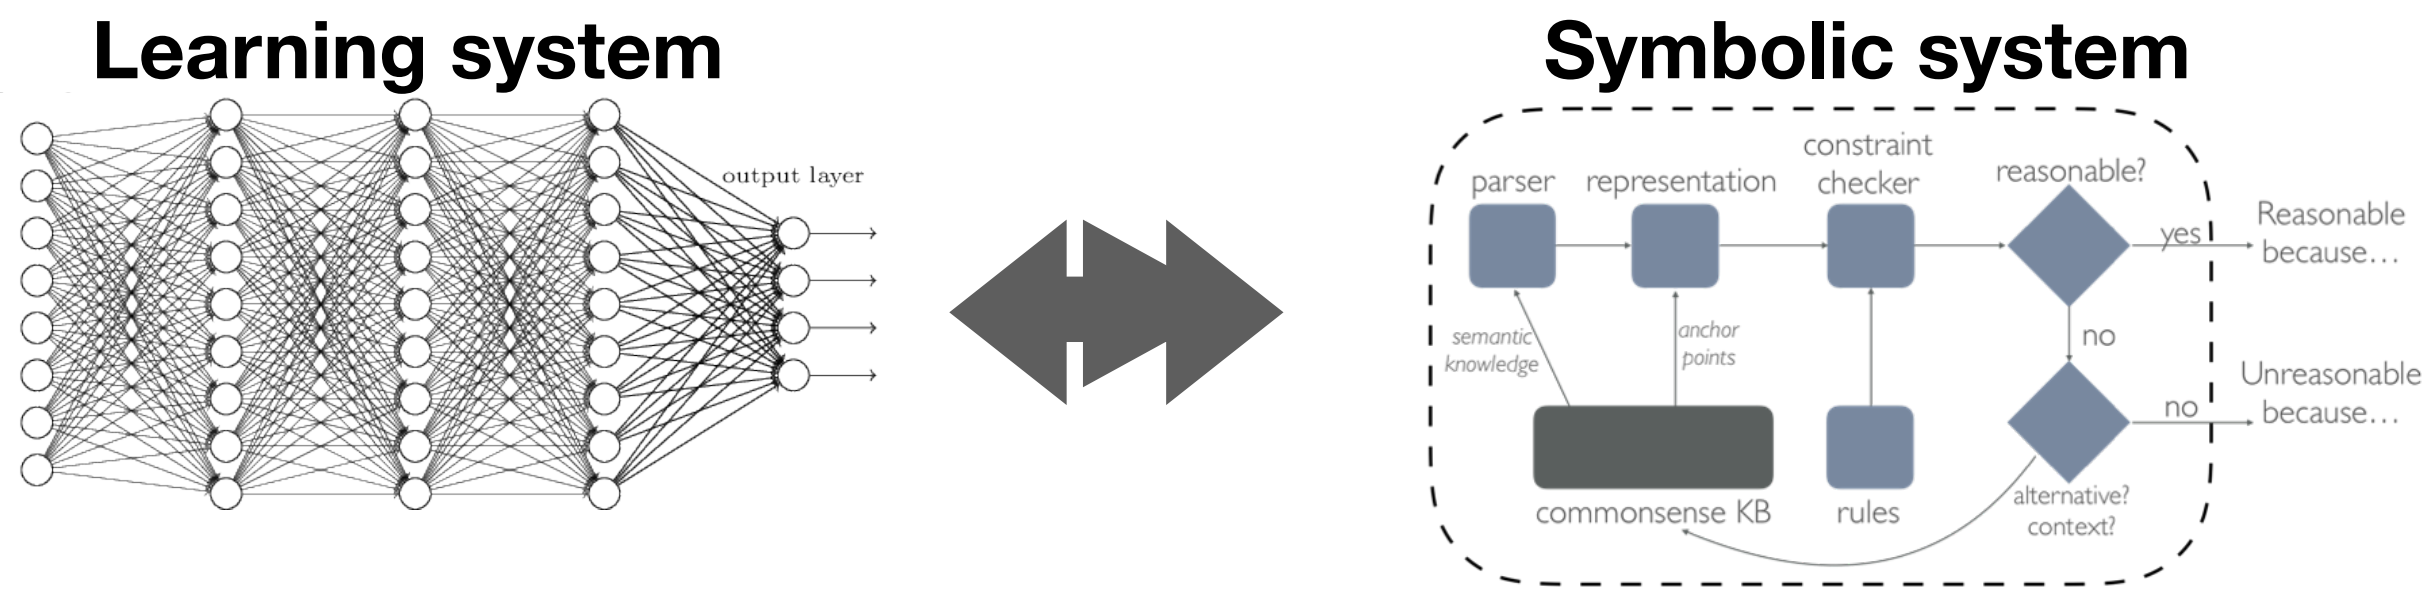 Learning system
output layer
Symbolic system
parser
representation
constraint
checker
reasonable?
yes
Reasonable
because…
semantic
knowledge
anchor
points
no
commonsense KB
rules
alternative?
context?
no
Unreasonable
because…